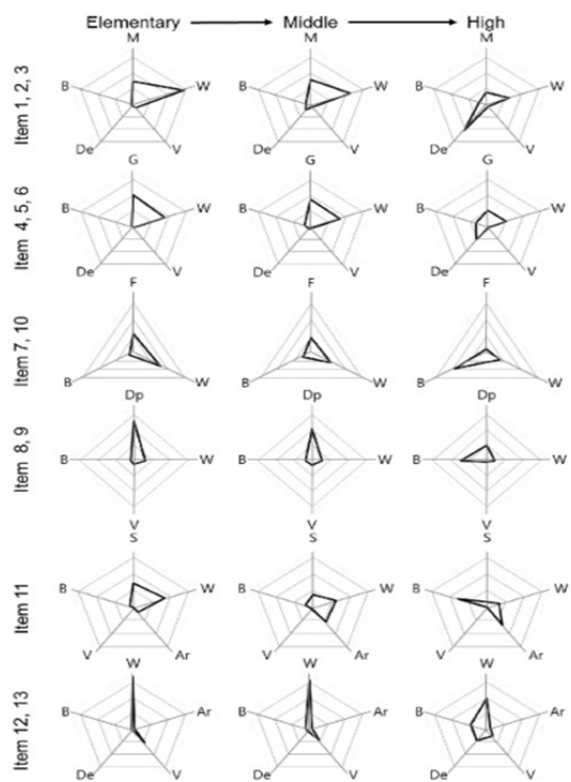 Elementary Middle High
M M M
Item 1, 2, 3
B W B W B W
De V De V De V
G G G
Item 4, 5, 6
B W B W B W
De V De V De V
F F F
Item 7, 10
B W B W B W
Dp Dp Dp
Item 8, 9
B W B W B W
V V V
S S S
Item 11
B W B W B W
V Ar V Ar V Ar
W W W
Item 12, 13
B Ar B Ar B Ar
De V De V De V